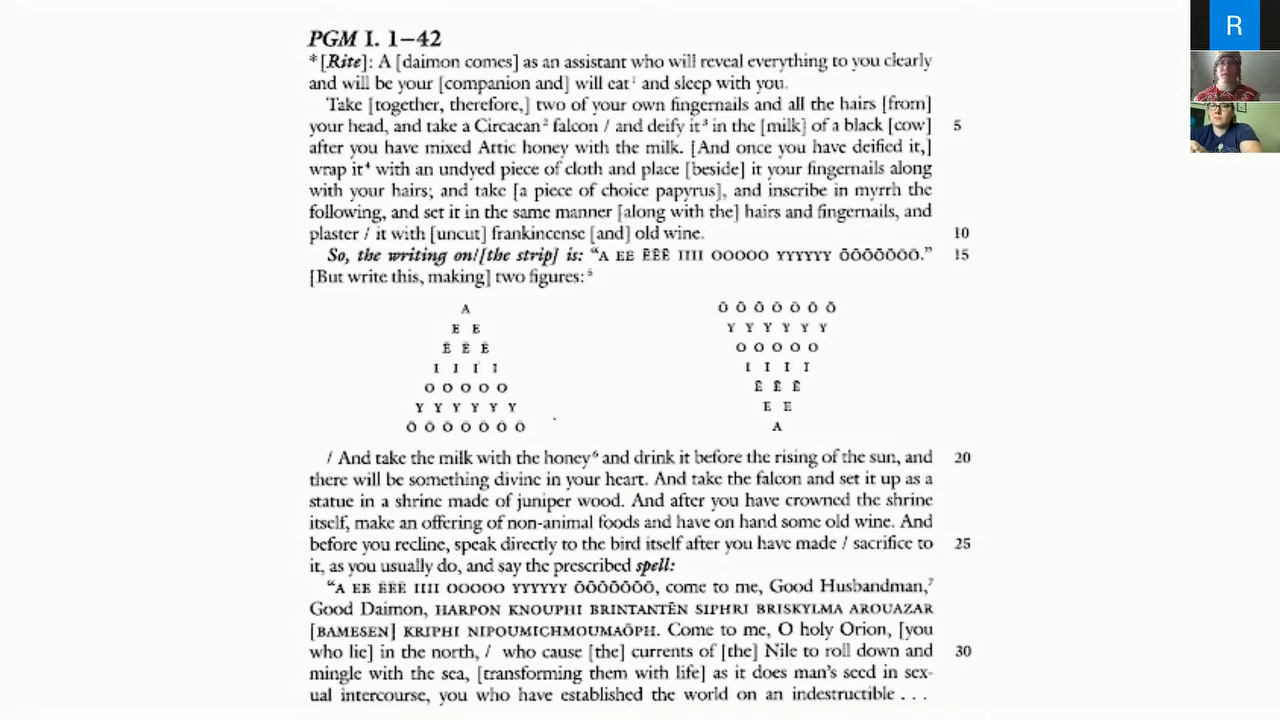 R
PGM I. 1–42
*[Rite]: A [daimon comes] as an assistant who will reveal everything to you clearly
and will be your [companion and] will eat¹ and sleep with you.
Take [together, therefore,] two of your own fingernails and all the hairs [from]
your head, and take a Circaean² falcon / and deify it³ in the [milk] of a black [cow] 5
after you have mixed Attic honey with the milk. [And once you have deified it,]
wrap it⁴ with an undyed piece of cloth and place [beside] it your fingernails along
with your hairs; and take [a piece of choice papyrus], and inscribe in myrrh the
following, and set it in the same manner [along with the] hairs and fingernails, and
plaster / it with [uncut] frankincense [and] old wine. 10
So, the writing on/[the strip] is: “A EE ĒĒĒ IIII OOOOO YYYYYY ŌŌŌŌŌŌŌ.” 15
[But write this, making] two figures:⁵
A
E E
Ē Ē Ē
I I I I
O O O O O
Y Y Y Y Y Y
Ō Ō Ō Ō Ō Ō Ō
Ō Ō Ō Ō Ō Ō Ō
Y Y Y Y Y Y
O O O O O
I I I I
Ē Ē Ē
E E
A
/ And take the milk with the honey⁶ and drink it before the rising of the sun, and 20
there will be something divine in your heart. And take the falcon and set it up as a
statue in a shrine made of juniper wood. And after you have crowned the shrine
itself, make an offering of non-animal foods and have on hand some old wine. And
before you recline, speak directly to the bird itself after you have made / sacrifice to 25
it, as you usually do, and say the prescribed spell:
“A EE ĒĒĒ IIII OOOOO YYYYYY ŌŌŌŌŌŌŌ, come to me, Good Husbandman,⁷
Good Daimon, HARPON KNOUPHI BRINTANTĒN SIPHRI BRISKYLMA AROUAZAR
[BAMESEN] KRIPHI NIPOUMICHMOUMAŌPH. Come to me, O holy Orion, [you
who lie] in the north, / who cause [the] currents of [the] Nile to roll down and 30
mingle with the sea, [transforming them with life] as it does man’s seed in sex-
ual intercourse, you who have established the world on an indestructible . . .